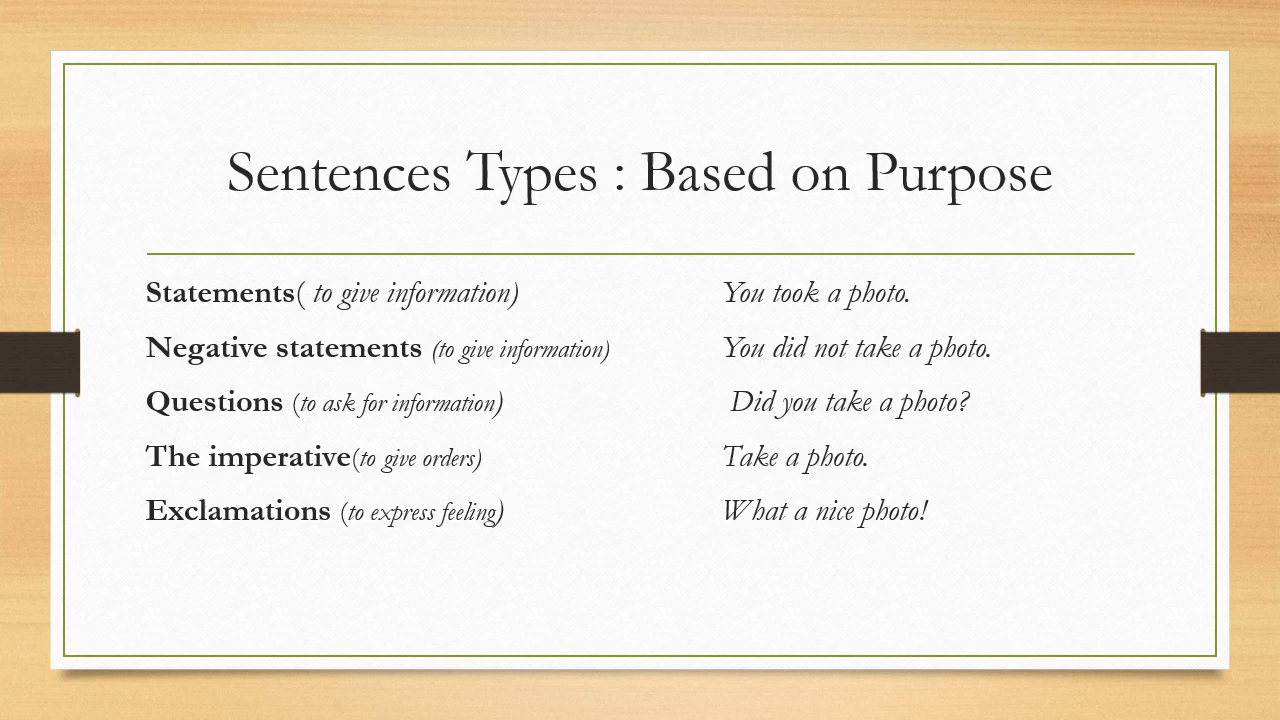 Sentences Types : Based on Purpose
Statements( to give information) You took a photo.
Negative statements (to give information) You did not take a photo.
Questions (to ask for information) Did you take a photo?
The imperative(to give orders) Take a photo.
Exclamations (to express feeling) What a nice photo!